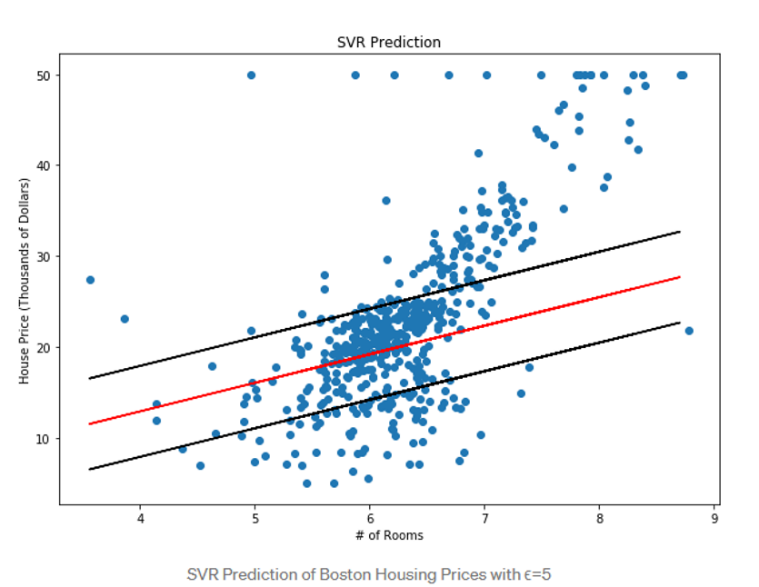 SVR Prediction
50
40
30
20
10
House Price (Thousands of Dollars)
4 5 6 7 8 9
# of Rooms
SVR Prediction of Boston Housing Prices with ϵ=5